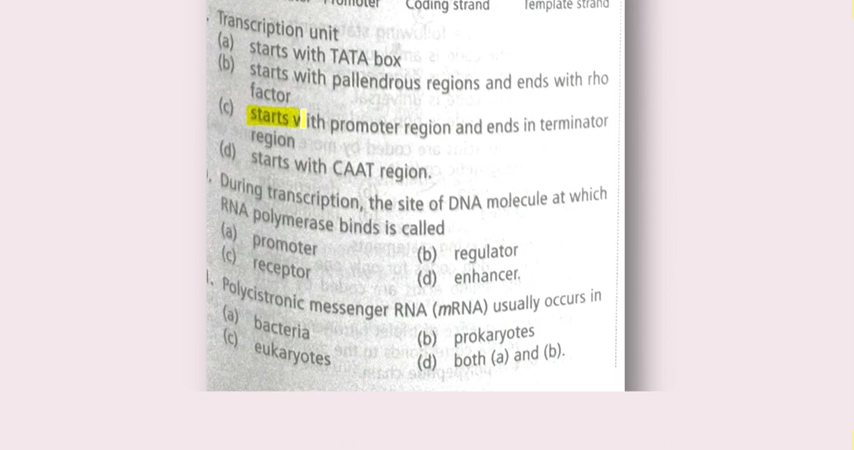 Coding strand Template strand
Transcription unit
(a) starts with TATA box
(b) starts with pallendrous regions and ends with rho
factor
(c) starts with promoter region and ends in terminator
region
(d) starts with CAAT region.
During transcription, the site of DNA molecule at which
RNA polymerase binds is called
(a) promoter (b) regulator
(c) receptor (d) enhancer.
Polycistronic messenger RNA (mRNA) usually occurs in
(a) bacteria (b) prokaryotes
(c) eukaryotes (d) both (a) and (b).